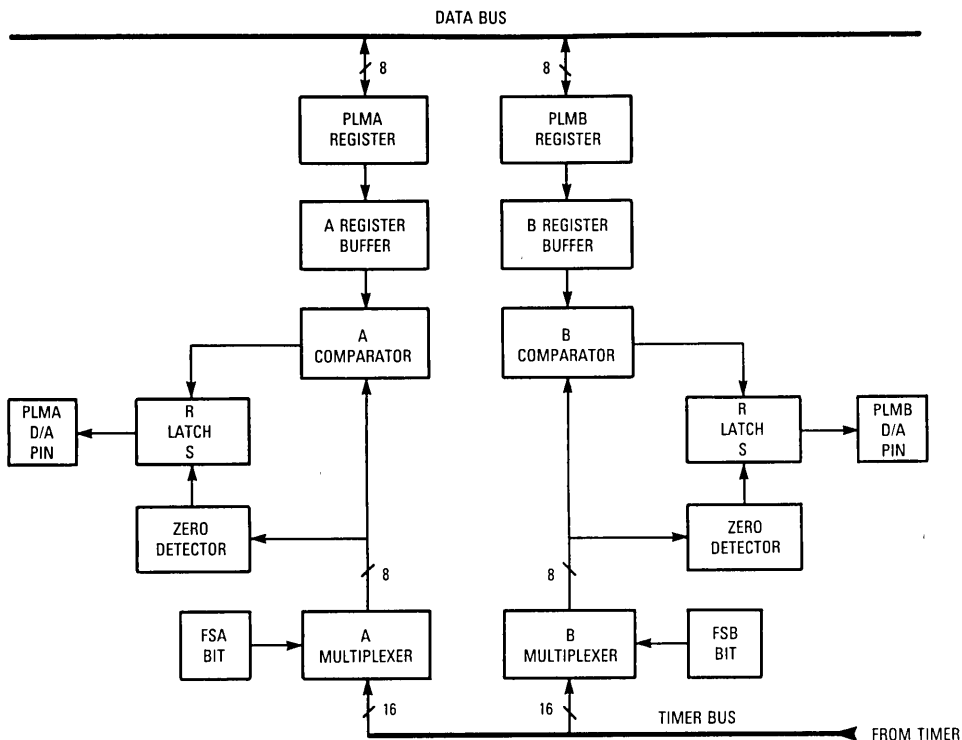 DATA BUS
8
8
PLMA
REGISTER
PLMB
REGISTER
A REGISTER
BUFFER
B REGISTER
BUFFER
A
COMPARATOR
B
COMPARATOR
PLMA
D/A
PIN
R
LATCH
S
R
LATCH
S
PLMB
D/A
PIN
ZERO
DETECTOR
ZERO
DETECTOR
8
8
FSA
BIT
A
MULTIPLEXER
B
MULTIPLEXER
FSB
BIT
16
16
TIMER BUS
FROM TIMER